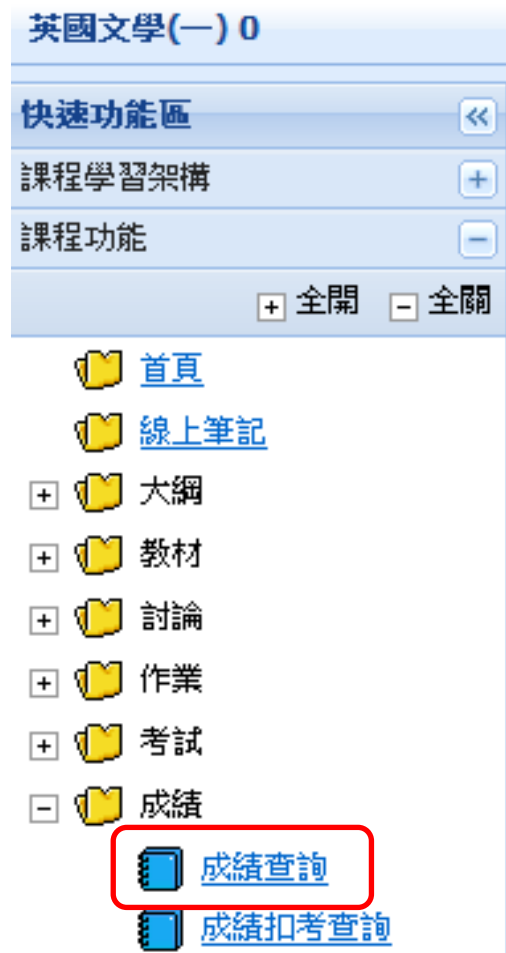 英國文學(一) 0
快速功能區
課程學習架構
課程功能
全開 全關
首頁
線上筆記
大綱
教材
討論
作業
考試
成績
成績查詢
成績扣考查詢